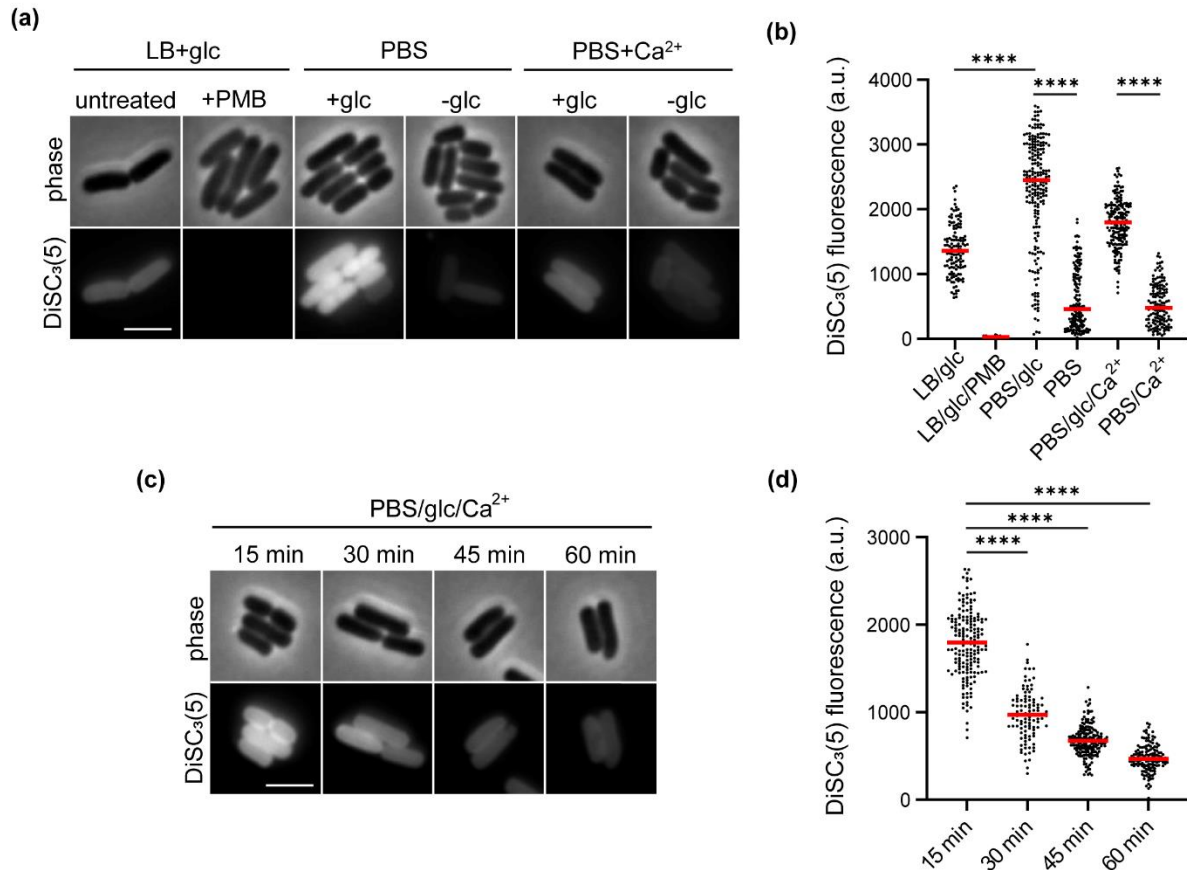 (a)
LB+glc PBS PBS+Ca²⁺
untreated +PMB +glc -glc +glc -glc
phase
DiSC₃(5)
(b)
**** **** ****
DiSC₃(5) fluorescence (a.u.)
4000
3000
2000
1000
0
LB/glc
LB/glc/PMB
PBS/glc
PBS
PBS/glc/Ca²⁺
PBS/Ca²⁺
(c)
PBS/glc/Ca²⁺
15 min 30 min 45 min 60 min
phase
DiSC₃(5)
(d)
****
****
****
DiSC₃(5) fluorescence (a.u.)
3000
2000
1000
0
15 min
30 min
45 min
60 min